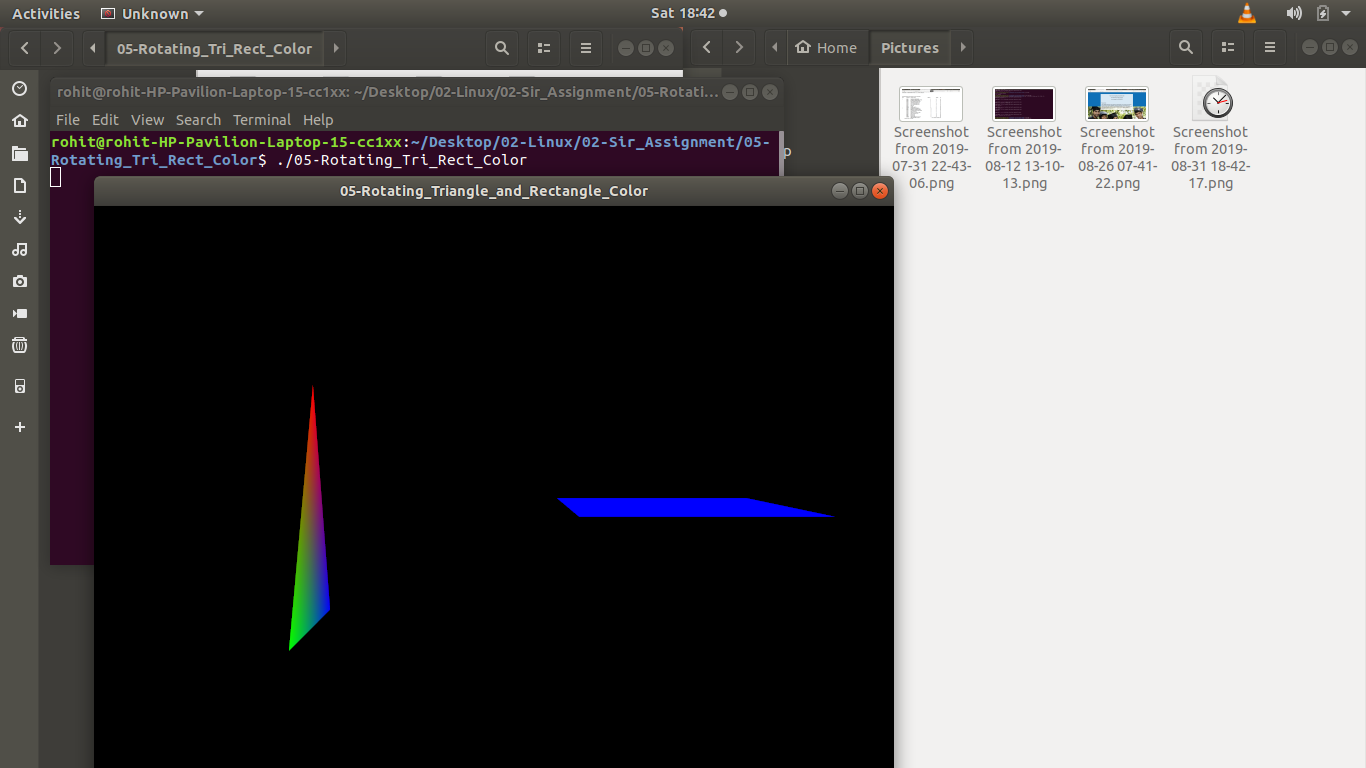 Activities
Unknown
Sat 18:42
05-Rotating_Tri_Rect_Color
Home
Pictures
rohit@rohit-HP-Pavilion-Laptop-15-cc1xx: ~/Desktop/02-Linux/02-Sir_Assignment/05-Rotati...
File Edit View Search Terminal Help
rohit@rohit-HP-Pavilion-Laptop-15-cc1xx:~/Desktop/02-Linux/02-Sir_Assignment/05-
Rotating_Tri_Rect_Color$ ./05-Rotating_Tri_Rect_Color
p
05-Rotating_Triangle_and_Rectangle_Color
Screenshot
from 2019-
07-31 22-43-
06.png
Screenshot
from 2019-
08-12 13-10-
13.png
Screenshot
from 2019-
08-26 07-41-
22.png
Screenshot
from 2019-
08-31 18-42-
17.png